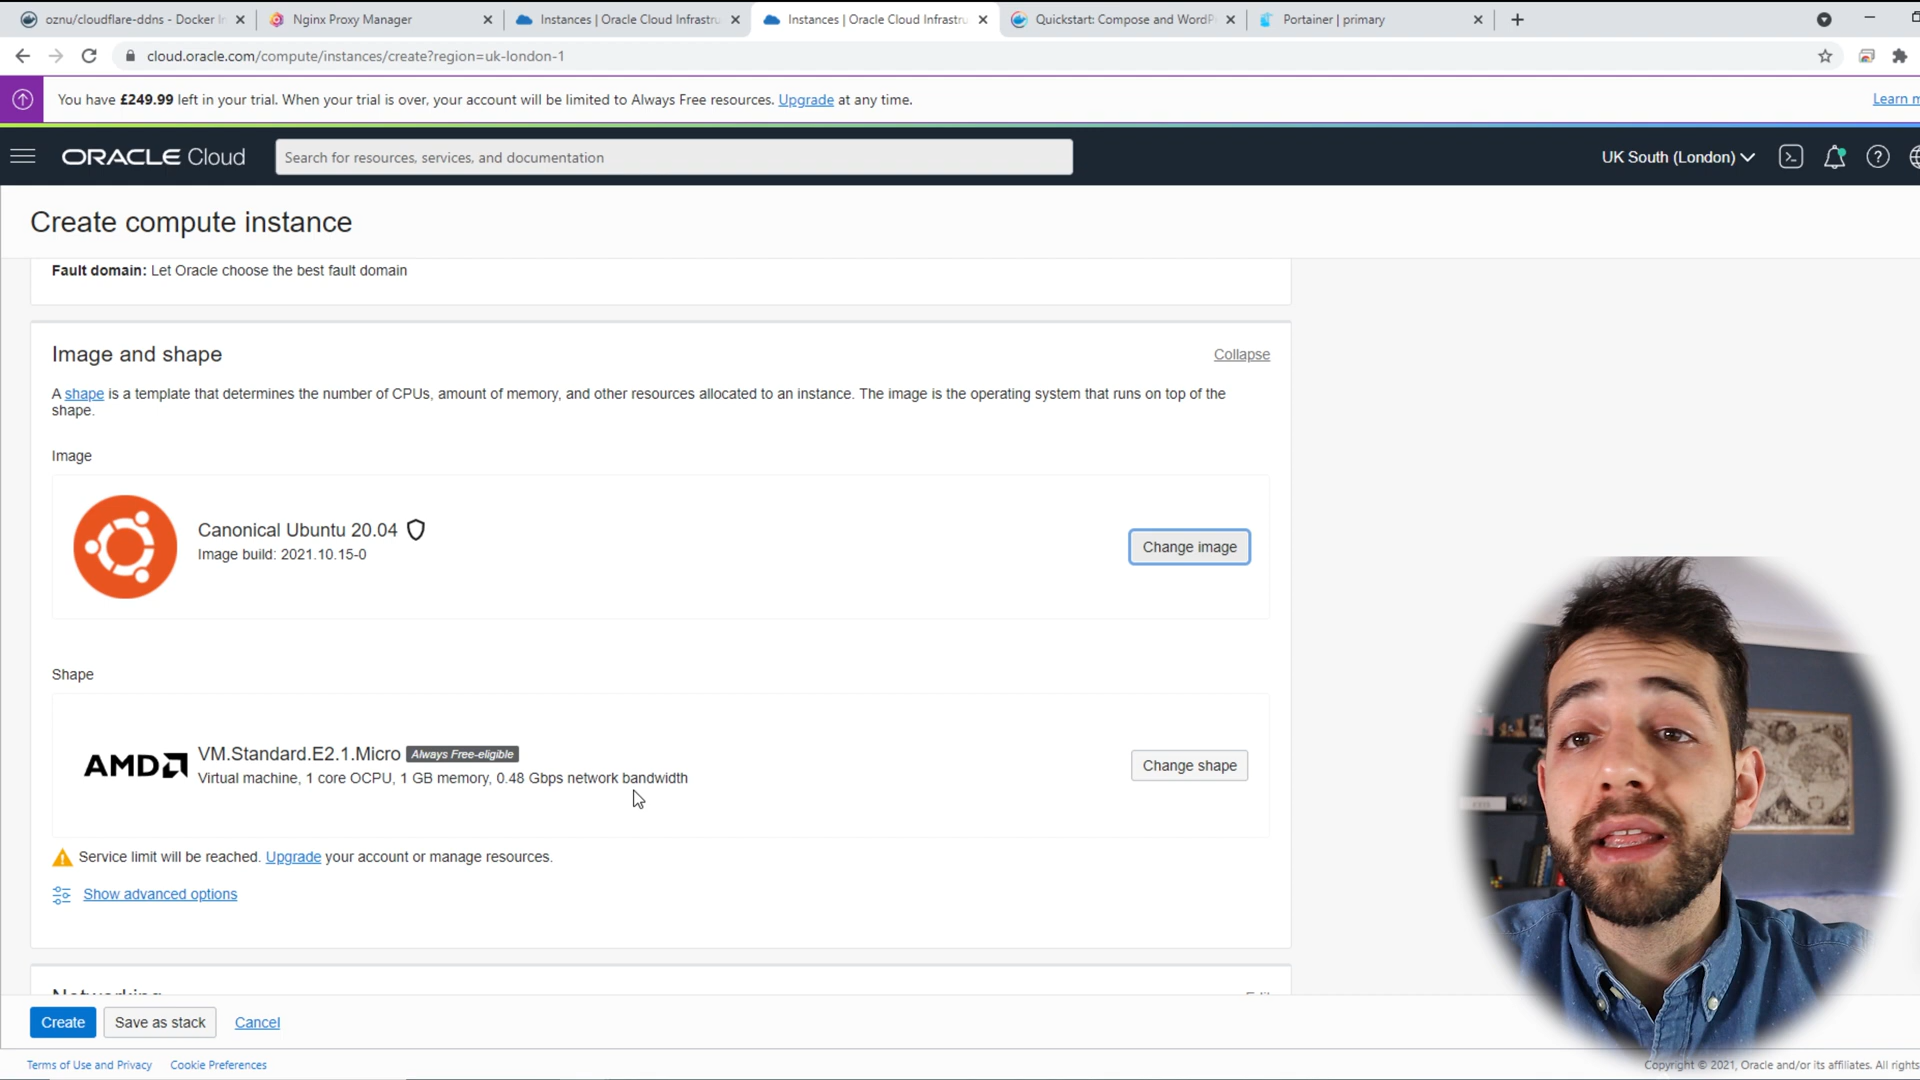 oznu/cloudflare-ddns - Docker
Nginx Proxy Manager
Instances | Oracle Cloud Infrastru
Instances | Oracle Cloud Infrastru
Quickstart: Compose and WordP
Portainer | primary
cloud.oracle.com/compute/instances/create?region=uk-london-1
You have £249.99 left in your trial. When your trial is over, your account will be limited to Always Free resources. Upgrade at any time.
Learn m
ORACLE Cloud
Search for resources, services, and documentation
UK South (London)
Create compute instance
Fault domain: Let Oracle choose the best fault domain
Image and shape
Collapse
A shape is a template that determines the number of CPUs, amount of memory, and other resources allocated to an instance. The image is the operating system that runs on top of the
shape.
Image
Canonical Ubuntu 20.04
Image build: 2021.10.15-0
Change image
Shape
AMD
VM.Standard.E2.1.Micro Always Free-eligible
Virtual machine, 1 core OCPU, 1 GB memory, 0.48 Gbps network bandwidth
Change shape
Service limit will be reached. Upgrade your account or manage resources.
Show advanced options
Networking
Edit
Create
Save as stack
Cancel
Terms of Use and Privacy
Cookie Preferences
Copyright © 2021, Oracle and/or its affiliates. All rights